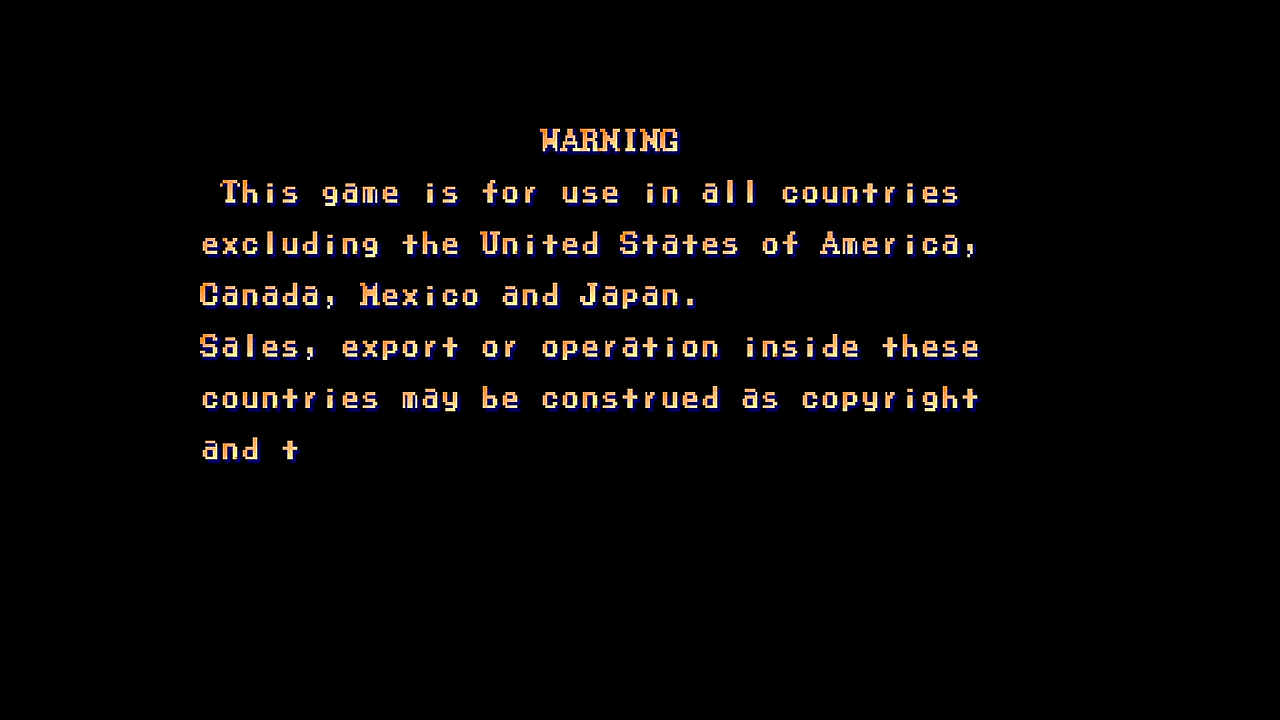 WARNING
This game is for use in all countries
excluding the United States of America,
Canada, Mexico and Japan.
Sales, export or operation inside these
countries may be construed as copyright
and t